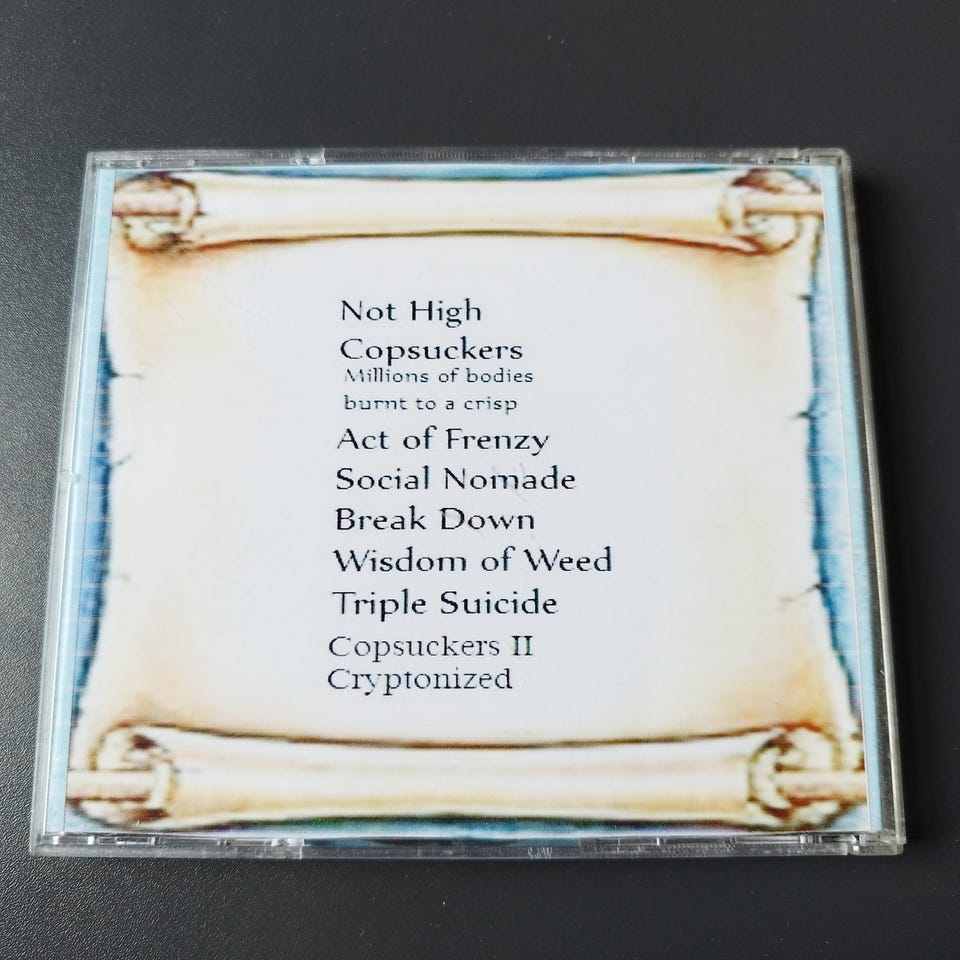 Not High
Copsuckers
Millions of bodies
burnt to a crisp
Act of Frenzy
Social Nomade
Break Down
Wisdom of Weed
Triple Suicide
Copsuckers II
Cryptonized